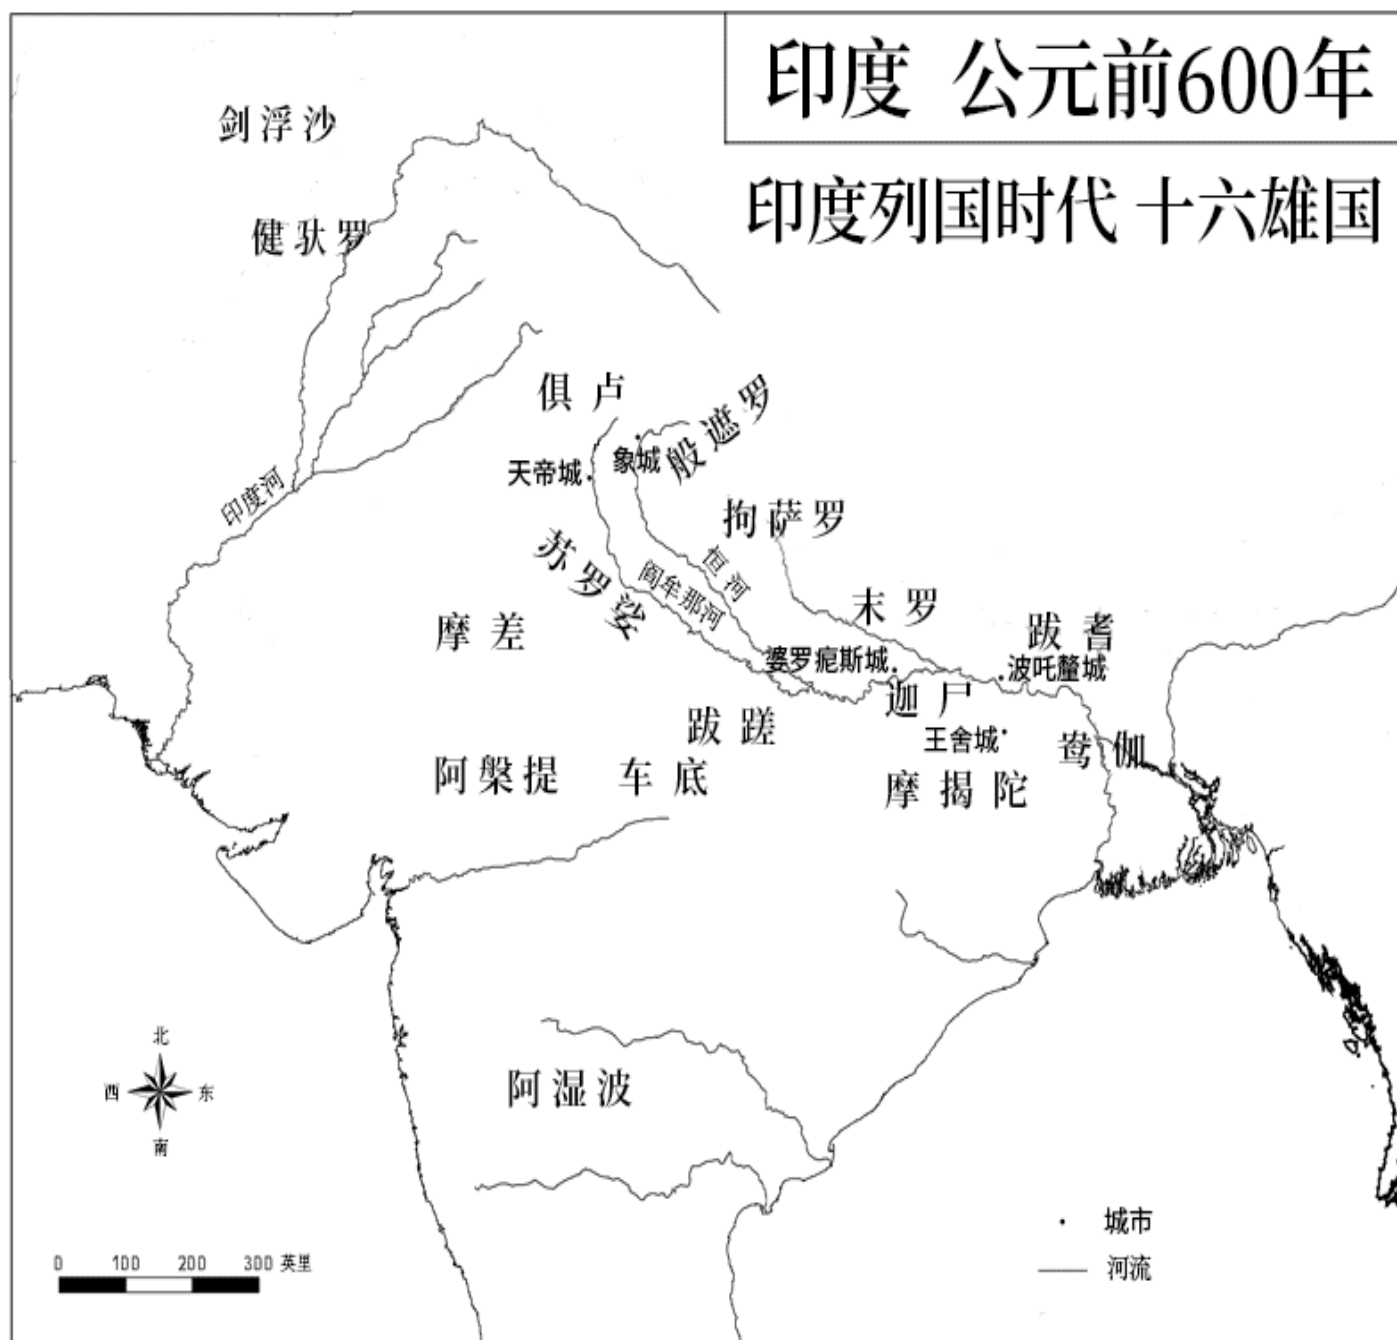 印度 公元前600年
印度列国时代 十六雄国
剑浮沙
健驮罗
俱卢
般遮罗
象城
天帝城
印度河
拘萨罗
苏罗娑
恒河
阎牟那河
末罗
摩差
跋耆
婆罗痆斯城
波吒釐城
迦尸
跋蹉
王舍城
鸯伽
阿槃提
车底
摩揭陀
阿湿波
北
西 东
南
城市
河流
0 100 200 300 英里